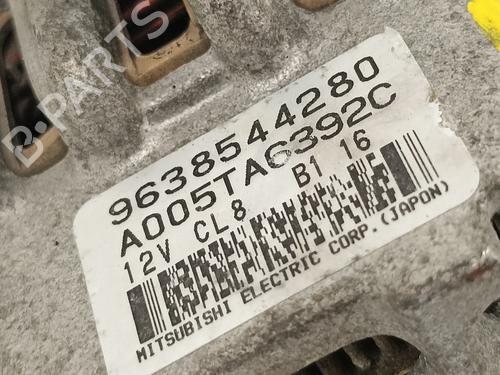 B-PARTS
9638544280
A005TA6392C
12V CL8 B1 16
MITSUBISHI ELECTRIC CORP. (JAPON)